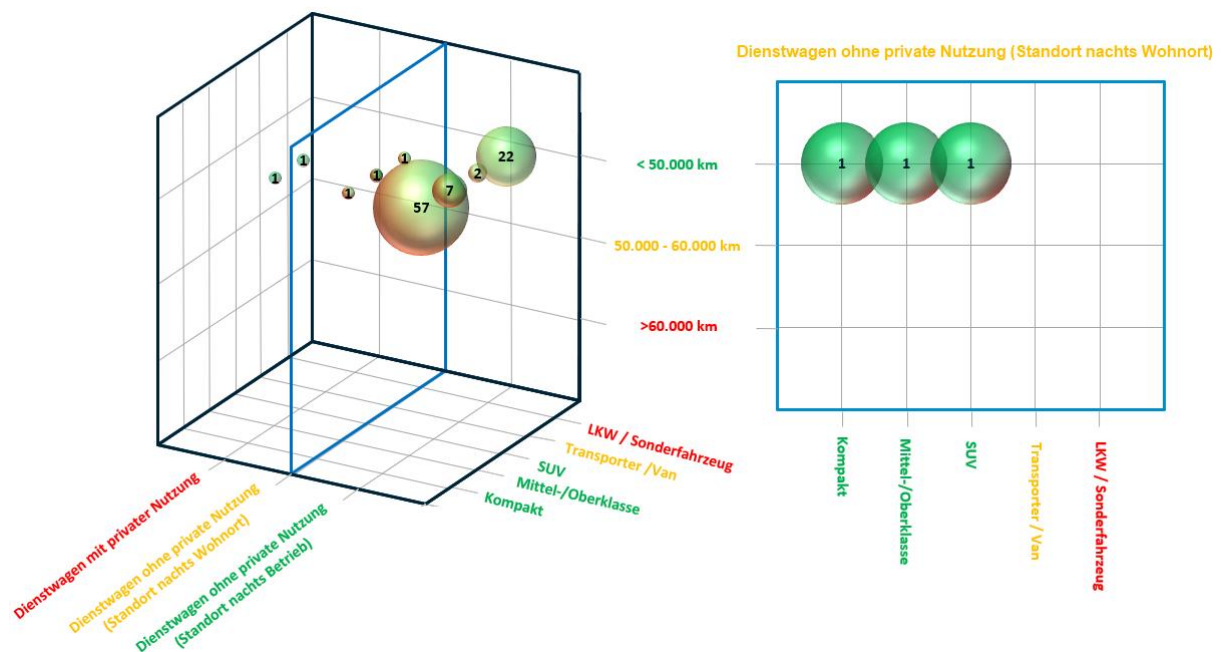 Dienstwagen ohne private Nutzung (Standort nachts Wohnort)
1
1
1
1
1
57
7
2
22
< 50.000 km
50.000 - 60.000 km
>60.000 km
1
1
1
LKW / Sonderfahrzeug
Transporter /Van
SUV
Mittel-/Oberklasse
Kompakt
Dienstwagen mit privater Nutzung
Dienstwagen ohne private Nutzung
(Standort nachts Wohnort)
Dienstwagen ohne private Nutzung
(Standort nachts Betrieb)
Kompakt
Mittel-/Oberklasse
SUV
Transporter / Van
LKW / Sonderfahrzeug